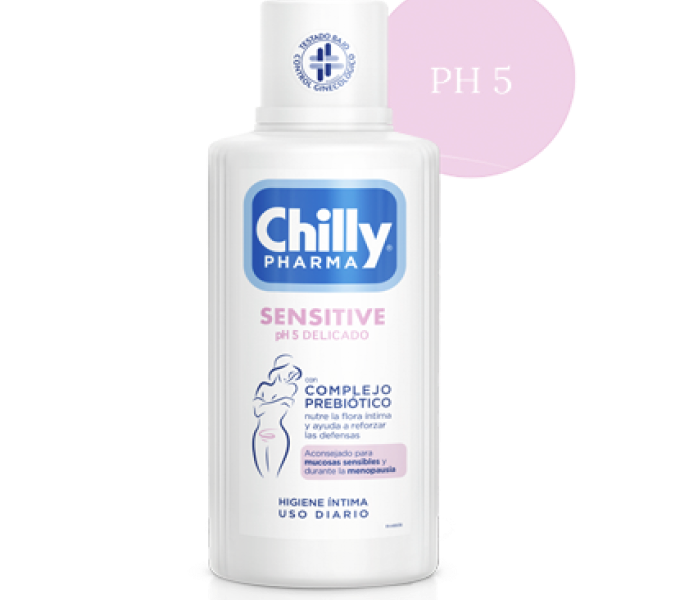 TESTADO BAJO
CONTROL GINECOLÓGICO
PH 5
Chilly®
PHARMA
SENSITIVE
pH 5 DELICADO
con
COMPLEJO
PREBIÓTICO
nutre la flora íntima
y ayuda a reforzar
las defensas
Aconsejado para
mucosas sensibles y
durante la menopausia
HIGIENE ÍNTIMA
USO DIARIO